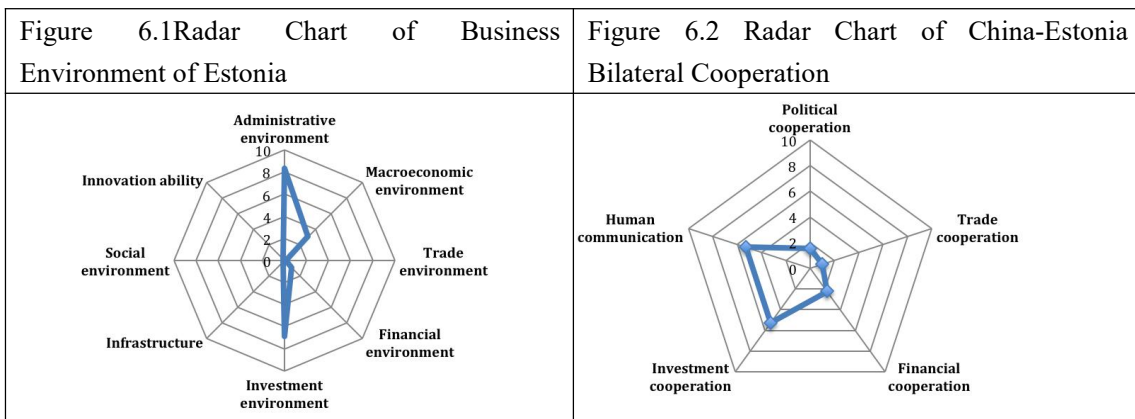 Figure 6.1Radar Chart of Business
Environment of Estonia
Figure 6.2 Radar Chart of China-Estonia
Bilateral Cooperation
Administrative
environment
10
8
6
4
2
0
Macroeconomic
environment
Trade
environment
Financial
environment
Investment
environment
Infrastructure
Social
environment
Innovation ability
Political
cooperation
10
8
6
4
2
0
Trade
cooperation
Financial
cooperation
Investment
cooperation
Human
communication